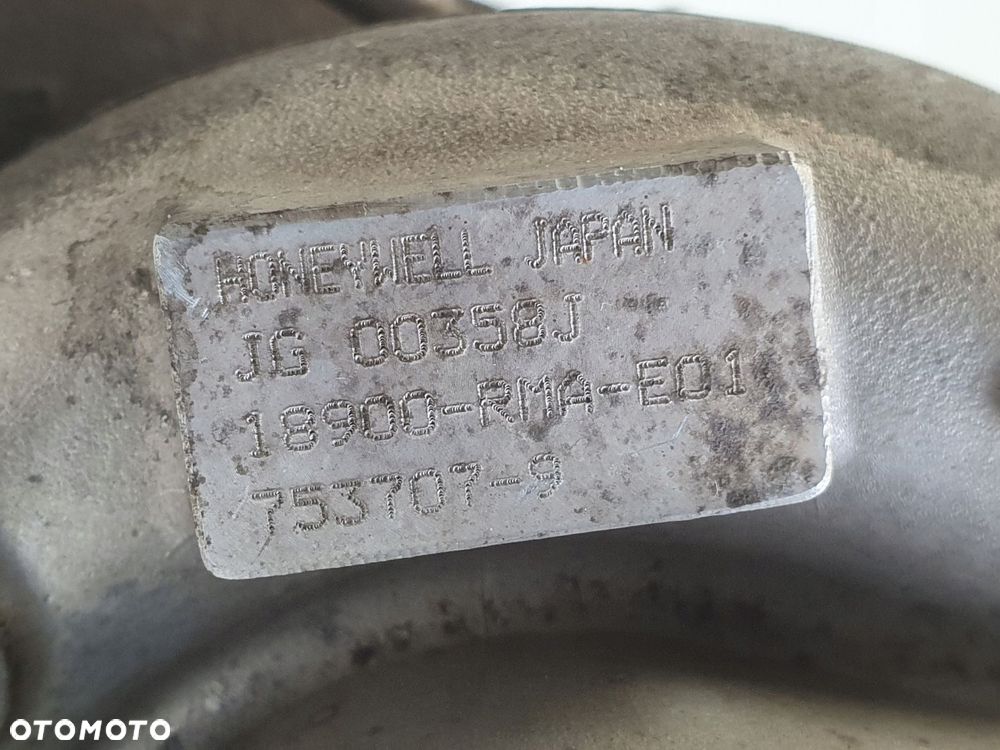 HONEYWELL JAPAN
JG 00358J
18900-RMA-E01
753707-9
OTOMOTO